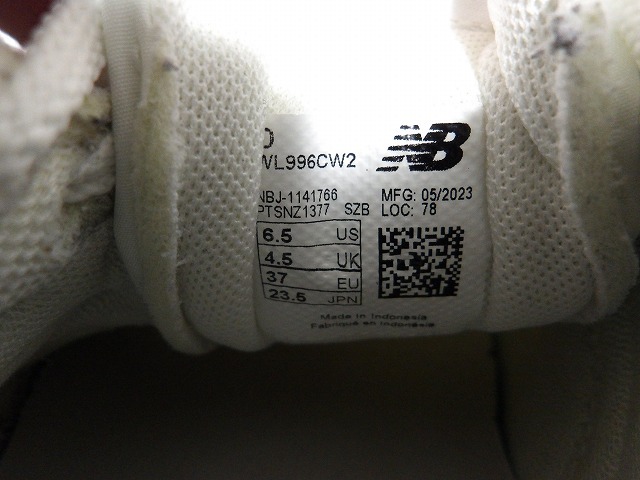 D
WL996CW2
NB
NBJ-1141766
PTSNZ1377 SZB
MFG: 05/2023
LOC: 78
6.5 US
4.5 UK
37 EU
23.5 JPN
Made in Indonesia
Fabriqué en Indonésie